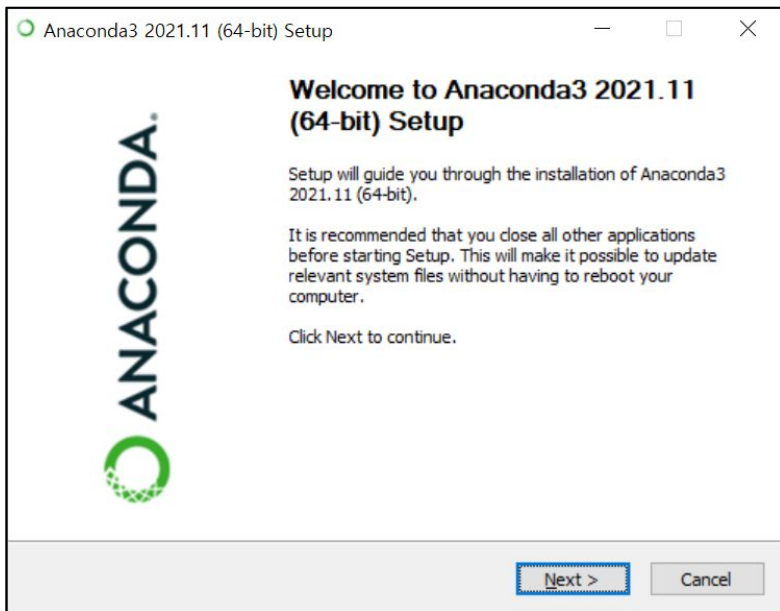 Anaconda3 2021.11 (64-bit) Setup
ANACONDA.
Welcome to Anaconda3 2021.11
(64-bit) Setup
Setup will guide you through the installation of Anaconda3
2021.11 (64-bit).
It is recommended that you close all other applications
before starting Setup. This will make it possible to update
relevant system files without having to reboot your
computer.
Click Next to continue.
Next >
Cancel